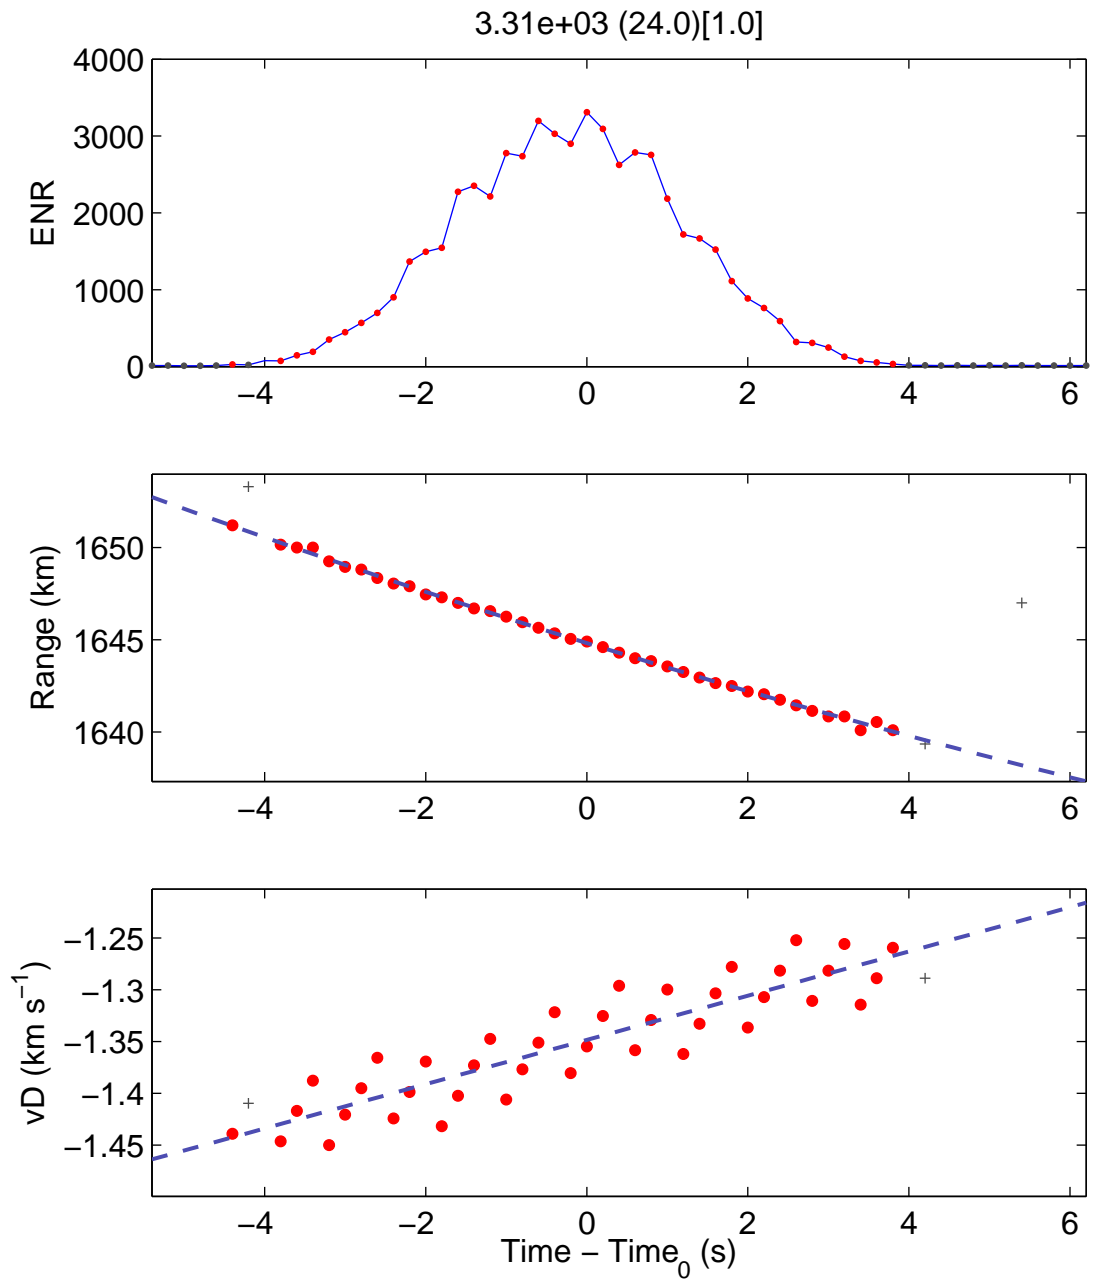 3.31e+03 (24.0)[1.0]
4000
3000
2000
1000
0
ENR
−4 −2 0 2 4 6
1650
1645
1640
Range (km)
−4 −2 0 2 4 6
−1.25
−1.3
−1.35
−1.4
−1.45
vD (km s⁻¹)
−4 −2 0 2 4 6
Time − Time₀ (s)